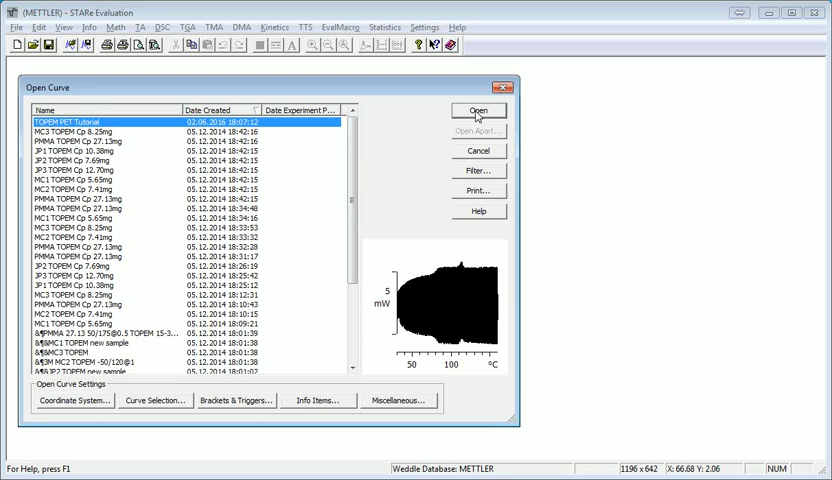 (METTLER) - STARe Evaluation
File Edit View Insert Math TA DSC TGA TMA DMA Kinetics TTS EvalMacro Statistics Settings Help
Open Curve
Name Date Created Date Experiment P...
TOPEM PET Tutorial 02.06.2016 18:07:12
MC3 TOPEM Cp 8.25mg 05.12.2014 18:42:16
PMMA TOPEM Cp 27.13mg 05.12.2014 18:42:16
JP1 TOPEM Cp 10.38mg 05.12.2014 18:42:15
JP2 TOPEM Cp 7.69mg 05.12.2014 18:42:15
JP3 TOPEM Cp 12.70mg 05.12.2014 18:42:15
MC1 TOPEM Cp 5.65mg 05.12.2014 18:42:15
MC2 TOPEM Cp 7.41mg 05.12.2014 18:42:15
PMMA TOPEM Cp 27.13mg 05.12.2014 18:42:15
PMMA TOPEM Cp 27.13mg 05.12.2014 18:34:48
MC1 TOPEM Cp 5.65mg 05.12.2014 18:34:16
MC3 TOPEM Cp 8.25mg 05.12.2014 18:33:53
MC2 TOPEM Cp 7.41mg 05.12.2014 18:33:32
PMMA TOPEM Cp 27.13mg 05.12.2014 18:32:28
PMMA TOPEM Cp 27.13mg 05.12.2014 18:31:17
JP2 TOPEM Cp 7.69mg 05.12.2014 18:26:19
JP3 TOPEM Cp 12.70mg 05.12.2014 18:25:42
JP1 TOPEM Cp 10.38mg 05.12.2014 18:25:12
MC3 TOPEM Cp 8.25mg 05.12.2014 18:12:31
PMMA TOPEM Cp 27.13mg 05.12.2014 18:10:43
MC2 TOPEM Cp 7.41mg 05.12.2014 18:10:15
MC1 TOPEM Cp 5.65mg 05.12.2014 18:09:21
&¶PMMA 27.13 50/175@0.5 TOPEM 15-3... 05.12.2014 18:01:39
&¶&MC1 TOPEM new sample 05.12.2014 18:01:38
&¶&MC3 TOPEM 05.12.2014 18:01:38
&¶3M MC2 TOPEM -50/120@1 05.12.2014 18:01:38
&¶&JP2 TOPEM new sample 05.12.2014 18:01:38
Open
Open Apart...
Cancel
Filter...
Print...
Help
5
mW
50 100 ºC
Open Curve Settings
Coordinate System... Curve Selection... Brackets & Triggers... Info Items... Miscellaneous...
For Help, press F1 Weddle Database: METTLER 1196 x 642 X: 66.68 Y: 2.06 NUM